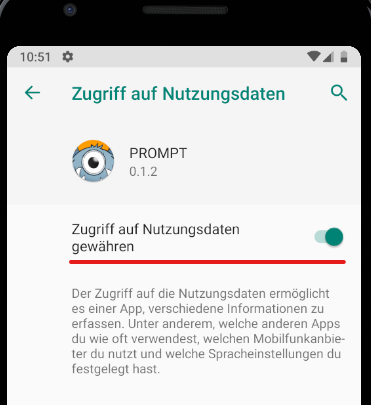 10:51
Zugriff auf Nutzungsdaten
PROMPT
0.1.2
Zugriff auf Nutzungsdaten
gewähren
Der Zugriff auf die Nutzungsdaten ermöglicht
es einer App, verschiedene Informationen zu
erfassen. Unter anderem, welche anderen Apps
du wie oft verwendest, welchen Mobilfunkanbie-
ter du nutzt und welche Spracheinstellungen du
festgelegt hast.